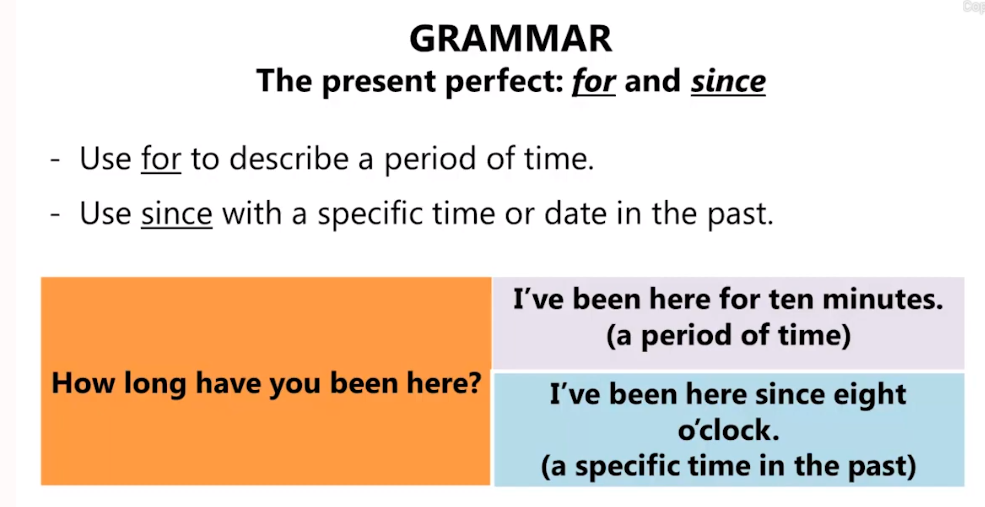 GRAMMAR
The present perfect: for and since
- Use for to describe a period of time.
- Use since with a specific time or date in the past.
How long have you been here?
I’ve been here for ten minutes.
(a period of time)
I’ve been here since eight
o’clock.
(a specific time in the past)